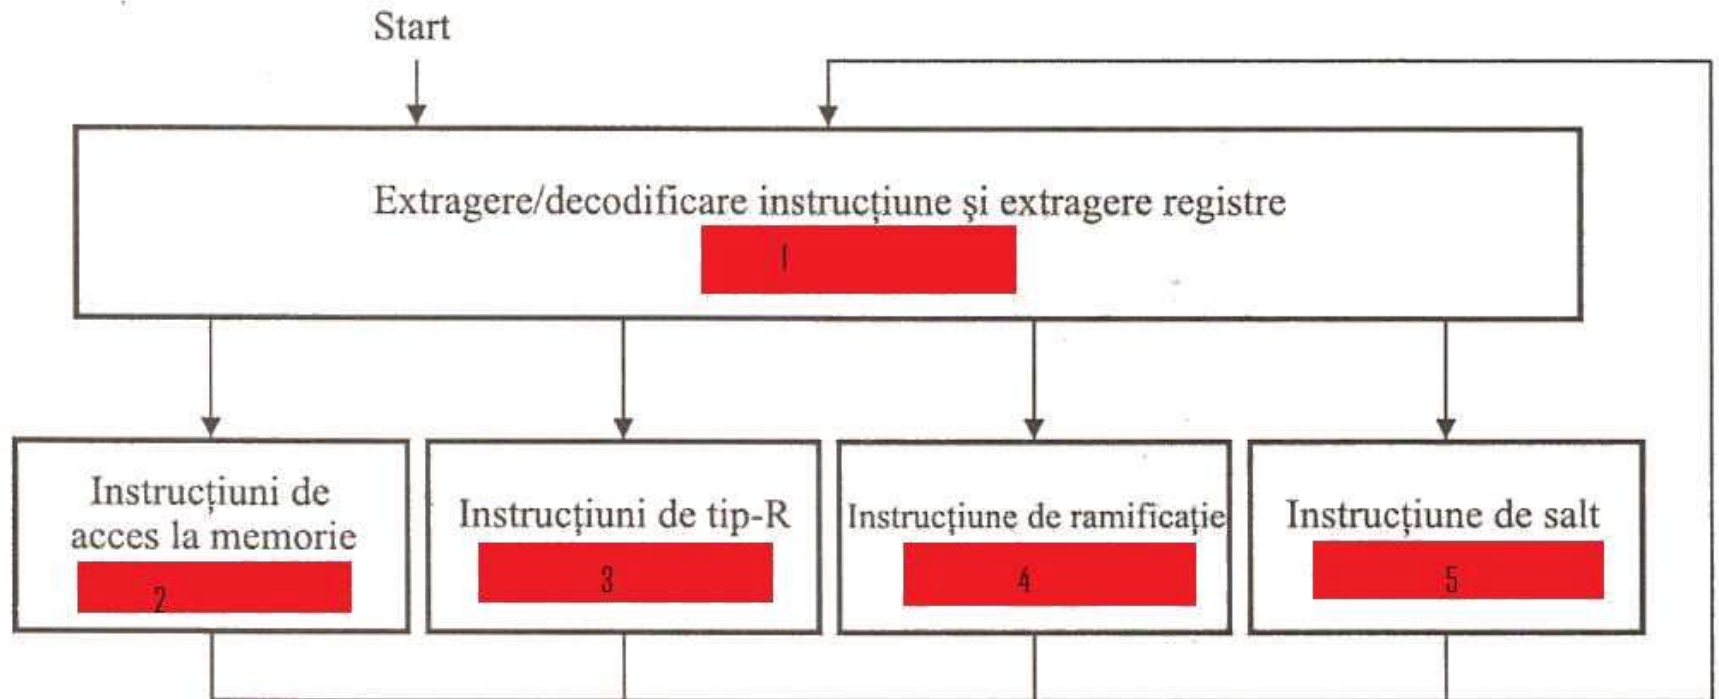 Start
Extragere/decodificare instrucțiune și extragere registre
1
Instrucțiuni de
acces la memorie
2
Instrucțiuni de tip-R
3
Instrucțiune de ramificație
4
Instrucțiune de salt
5